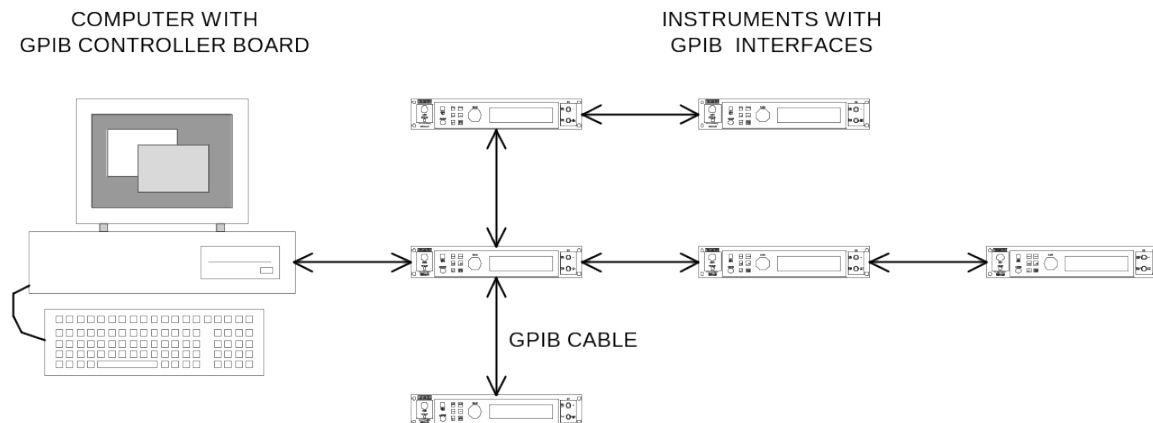 COMPUTER WITH
GPIB CONTROLLER BOARD
INSTRUMENTS WITH
GPIB INTERFACES
GPIB CABLE